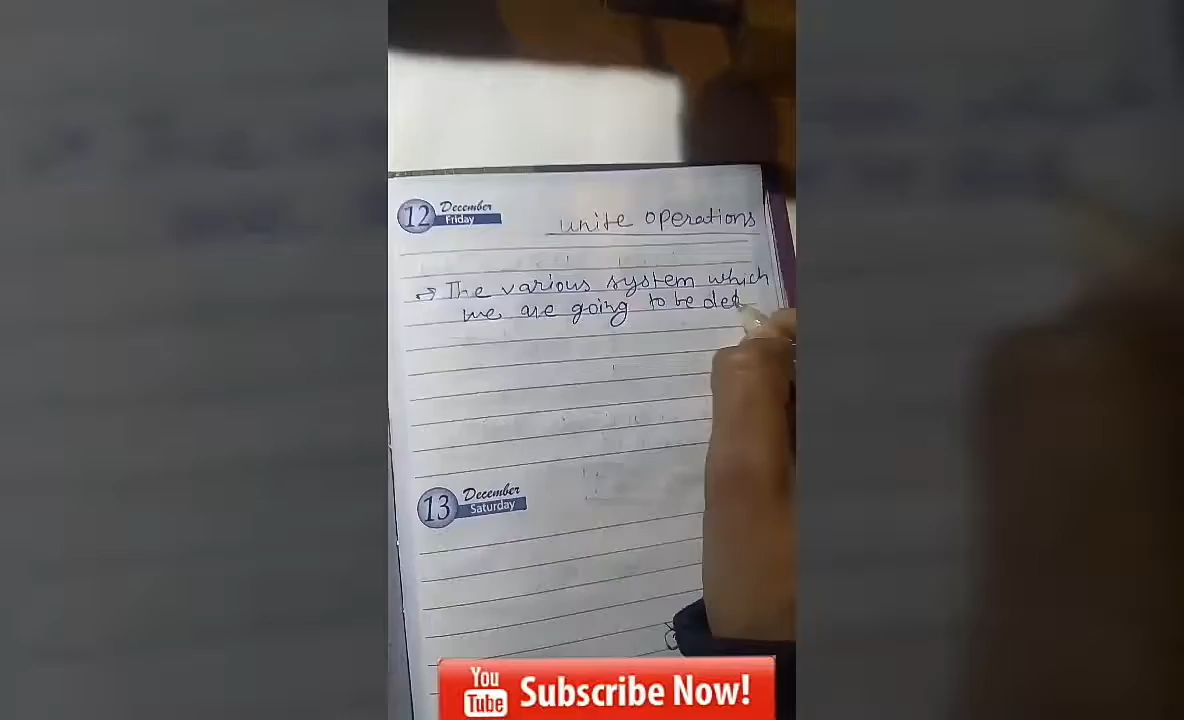 12 December
Friday
unite operations
→ The various system which
we are going to be det
13 December
Saturday
You
Tube
Subscribe Now!